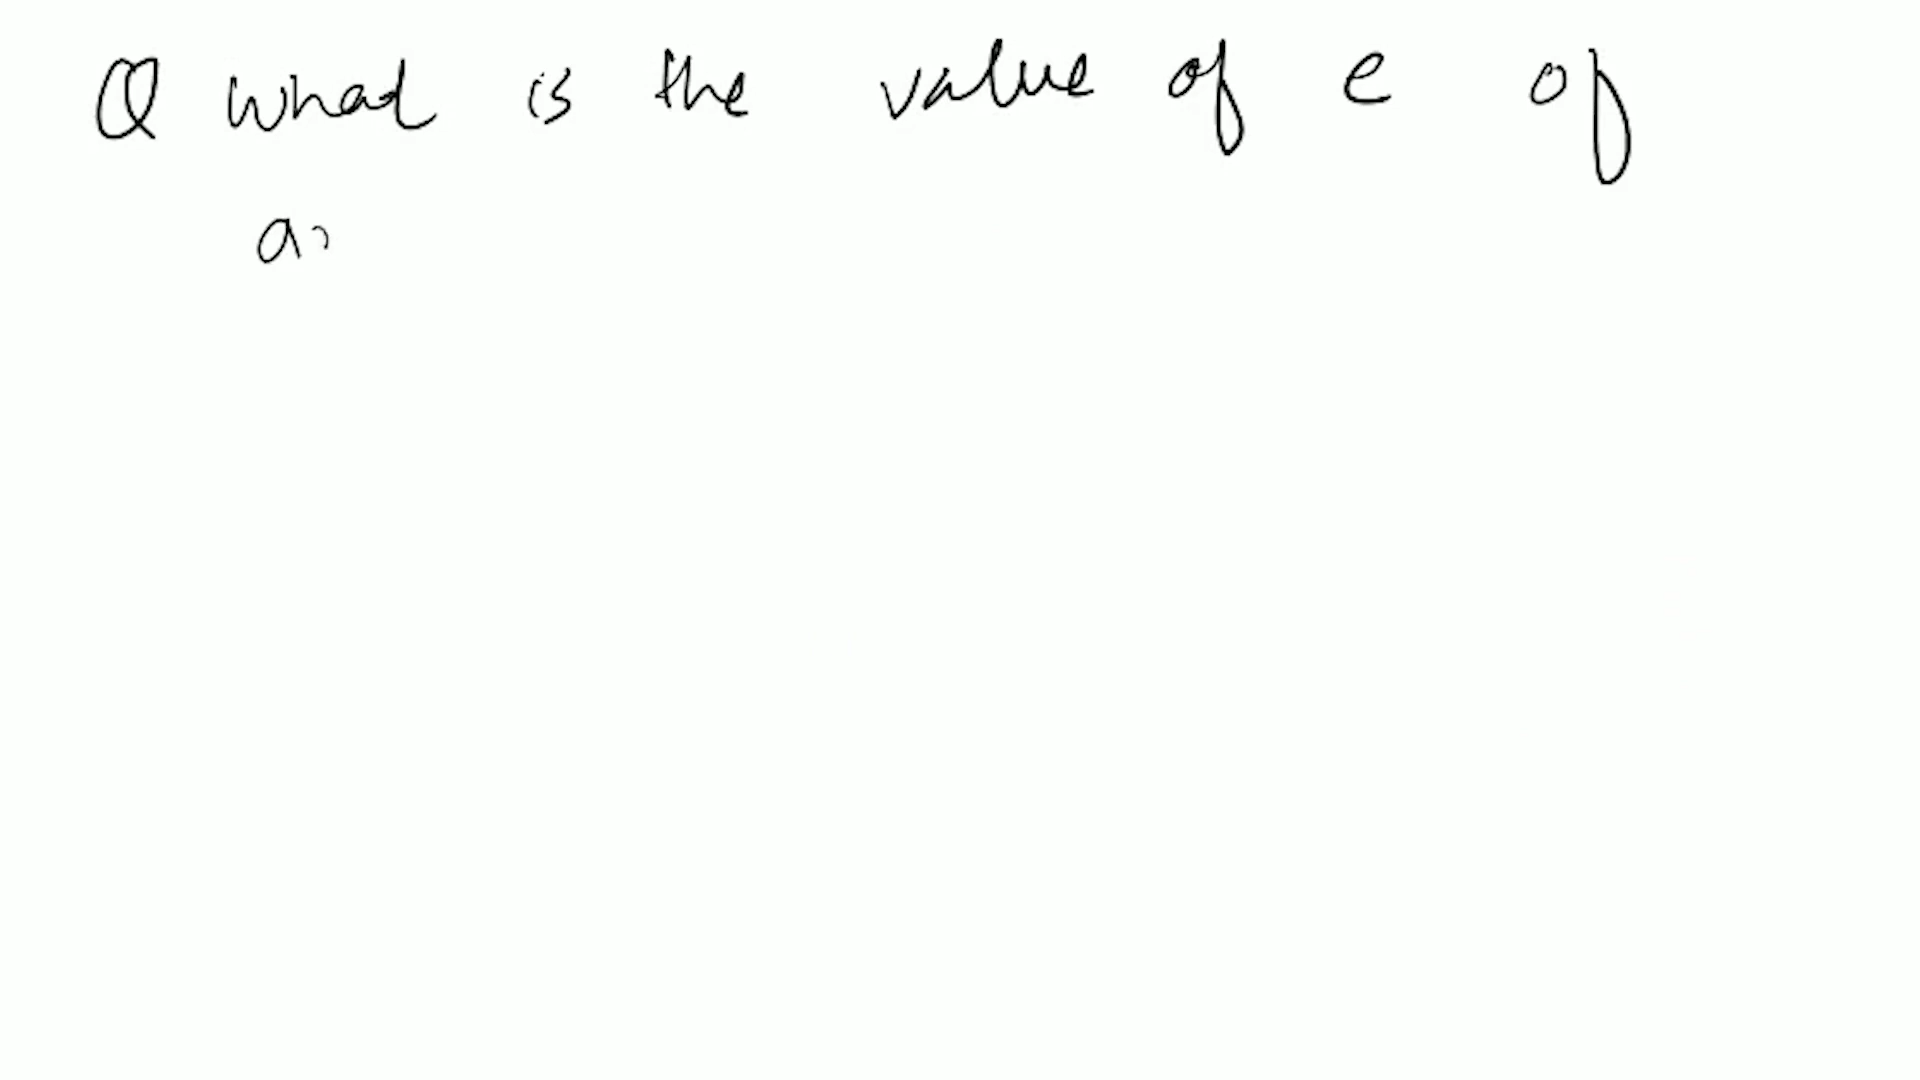 Q what is the value of e of
a